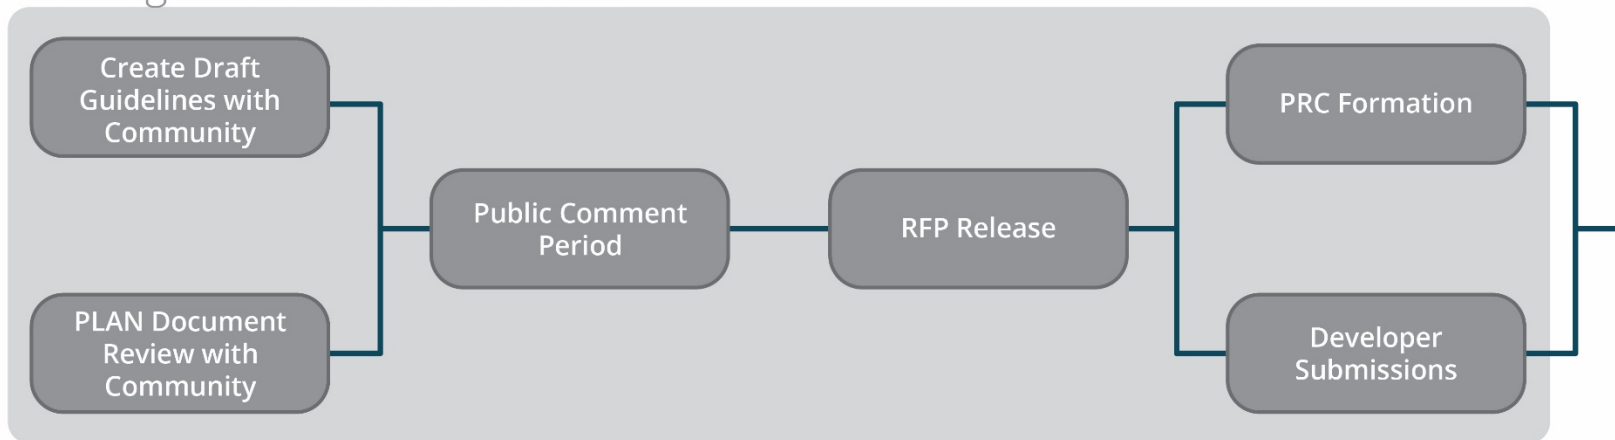 Create Draft
Guidelines with
Community
PLAN Document
Review with
Community
Public Comment
Period
RFP Release
PRC Formation
Developer
Submissions